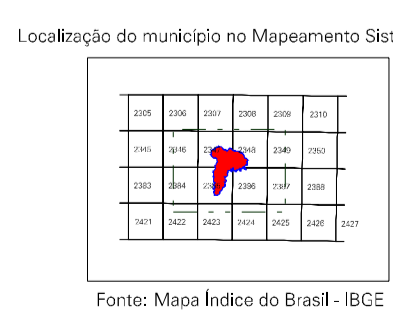 Localização do município no Mapeamento Sist
2305 2306 2307 2308 2309 2310
2345 2346 2348 2349 2350
2383 2384 2386 2387 2388
2421 2422 2423 2424 2425 2426 2427
Fonte: Mapa Índice do Brasil - IBGE